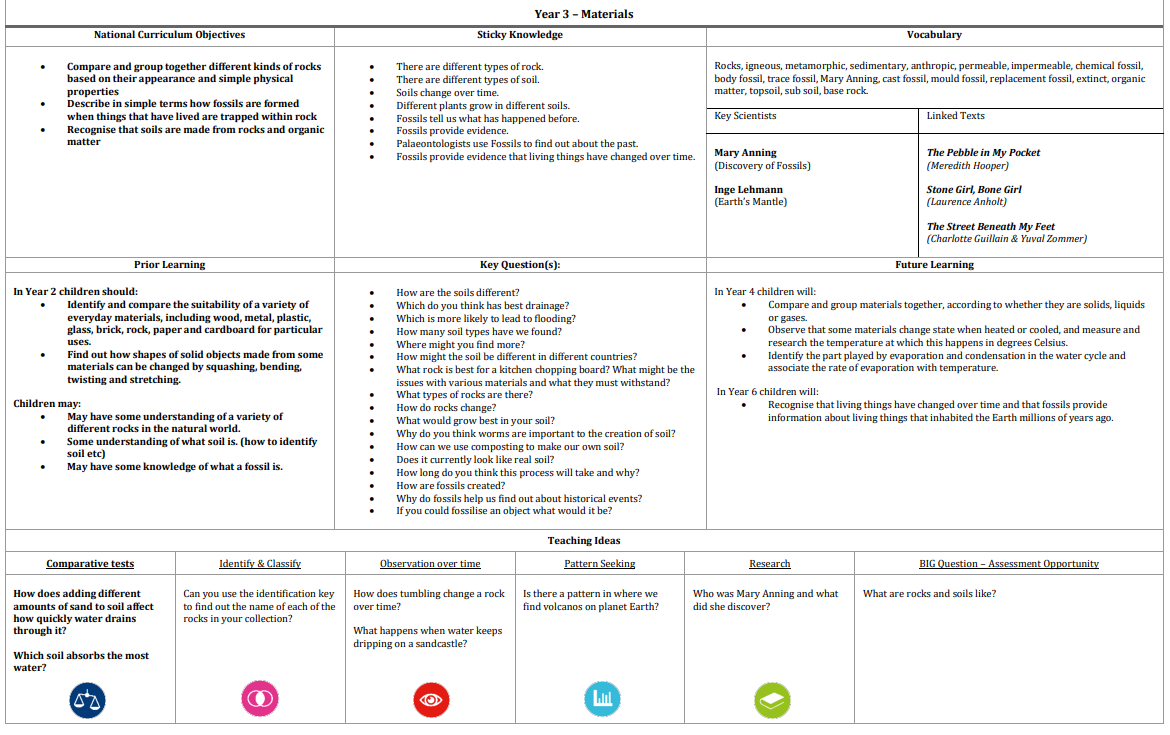 Year 3 – Materials
National Curriculum Objectives
Sticky Knowledge
Vocabulary
• Compare and group together different kinds of rocks
based on their appearance and simple physical
properties
• Describe in simple terms how fossils are formed
when things that have lived are trapped within rock
• Recognise that soils are made from rocks and organic
matter
• There are different types of rock.
• There are different types of soil.
• Soils change over time.
• Different plants grow in different soils.
• Fossils tell us what has happened before.
• Fossils provide evidence.
• Palaeontologists use Fossils to find out about the past.
• Fossils provide evidence that living things have changed over time.
Rocks, igneous, metamorphic, sedimentary, anthropic, permeable, impermeable, chemical fossil,
body fossil, trace fossil, Mary Anning, cast fossil, mould fossil, replacement fossil, extinct, organic
matter, topsoil, sub soil, base rock.
Key Scientists
Mary Anning
(Discovery of Fossils)
Inge Lehmann
(Earth's Mantle)
Linked Texts
The Pebble in My Pocket
(Meredith Hooper)
Stone Girl, Bone Girl
(Laurence Anholt)
The Street Beneath My Feet
(Charlotte Guillain & Yuval Zommer)
Prior Learning
Key Question(s):
Future Learning
In Year 2 children should:
• Identify and compare the suitability of a variety of
everyday materials, including wood, metal, plastic,
glass, brick, rock, paper and cardboard for particular
uses.
• Find out how shapes of solid objects made from some
materials can be changed by squashing, bending,
twisting and stretching.
Children may:
• May have some understanding of a variety of
different rocks in the natural world.
• Some understanding of what soil is. (how to identify
soil etc)
• May have some knowledge of what a fossil is.
• How are the soils different?
• Which do you think has best drainage?
• Which is more likely to lead to flooding?
• How many soil types have we found?
• Where might you find more?
• How might the soil be different in different countries?
• What rock is best for a kitchen chopping board? What might be the
issues with various materials and what they must withstand?
• What types of rocks are there?
• How do rocks change?
• What would grow best in your soil?
• Why do you think worms are important to the creation of soil?
• How can we use composting to make our own soil?
• Does it currently look like real soil?
• How long do you think this process will take and why?
• How are fossils created?
• Why do fossils help us find out about historical events?
• If you could fossilise an object what would it be?
In Year 4 children will:
• Compare and group materials together, according to whether they are solids, liquids
or gases.
• Observe that some materials change state when heated or cooled, and measure and
research the temperature at which this happens in degrees Celsius.
• Identify the part played by evaporation and condensation in the water cycle and
associate the rate of evaporation with temperature.
In Year 6 children will:
• Recognise that living things have changed over time and that fossils provide
information about living things that inhabited the Earth millions of years ago.
Teaching Ideas
Comparative tests
Identify & Classify
Observation over time
Pattern Seeking
Research
BIG Question – Assessment Opportunity
How does adding different
amounts of sand to soil affect
how quickly water drains
through it?
Which soil absorbs the most
water?
Can you use the identification key
to find out the name of each of the
rocks in your collection?
How does tumbling change a rock
over time?
What happens when water keeps
dripping on a sandcastle?
Is there a pattern in where we
find volcanos on planet Earth?
Who was Mary Anning and what
did she discover?
What are rocks and soils like?